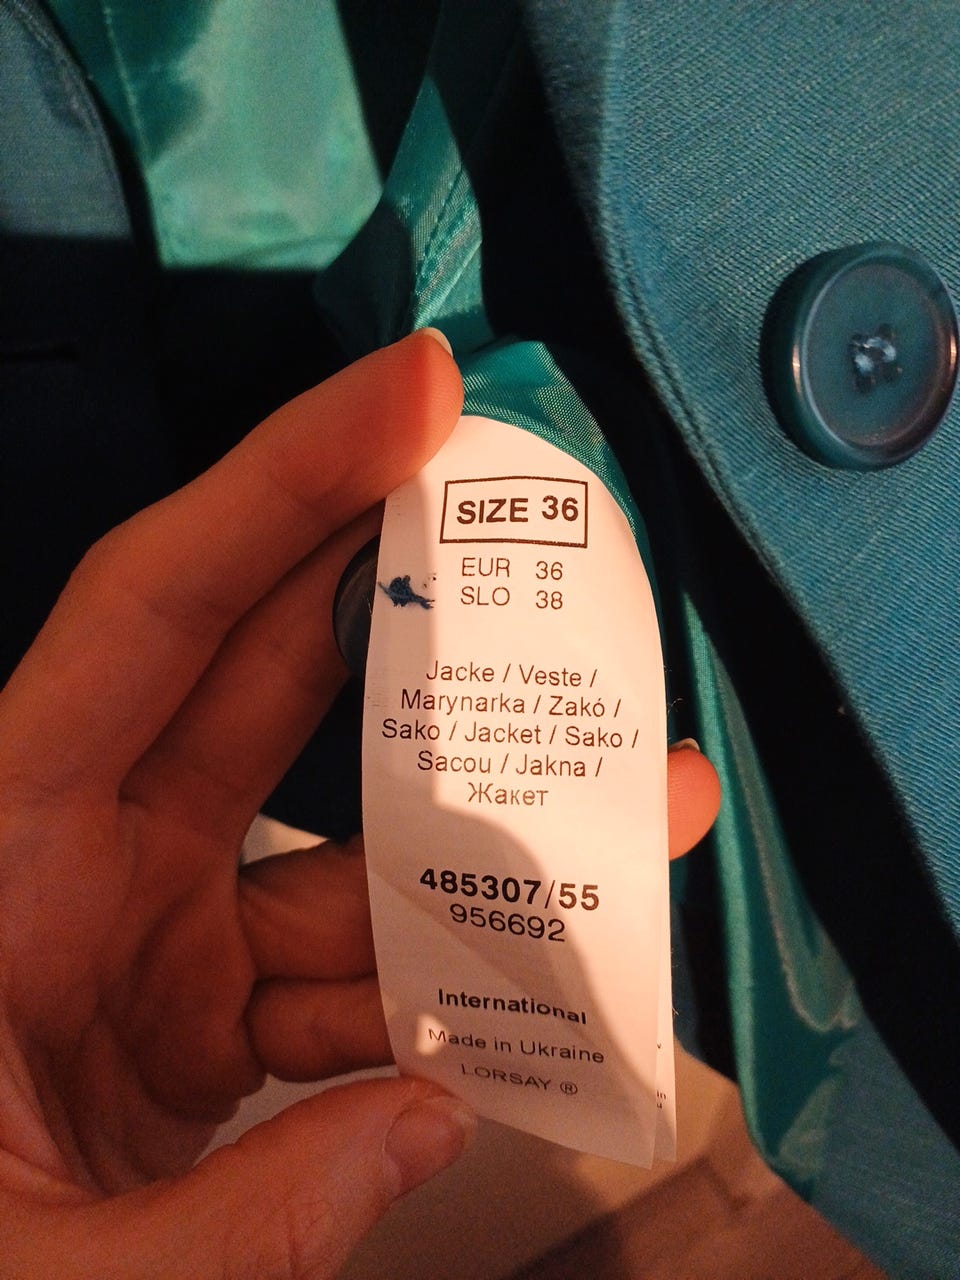 SIZE 36
EUR 36
SLO 38
Jacke / Veste /
Marynarka / Zakó /
Sako / Jacket / Sako /
Sacou / Jakna /
Жакет
485307/55
956692
International
Made in Ukraine
LORSAY ®